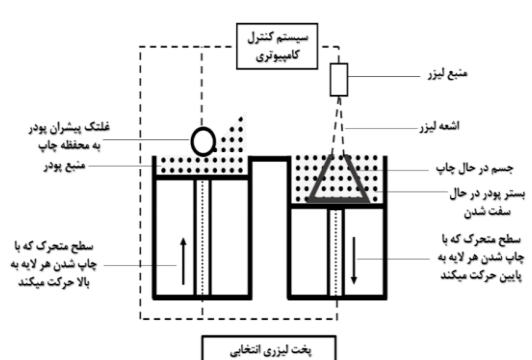 سیستم کنترل
کامپیوتری
منبع لیزر
اشعه لیزر
غلتک پیشران پودر
به محفظه چاپ
منبع پودر
جسم در حال چاپ
بستر پودر در حال
سفت شدن
سطح متحرک که با
چاپ شدن هر لایه به
بالا حرکت میکند
سطح متحرک که با
چاپ شدن هر لایه به
پایین حرکت میکند
پخت لیزری انتخابی